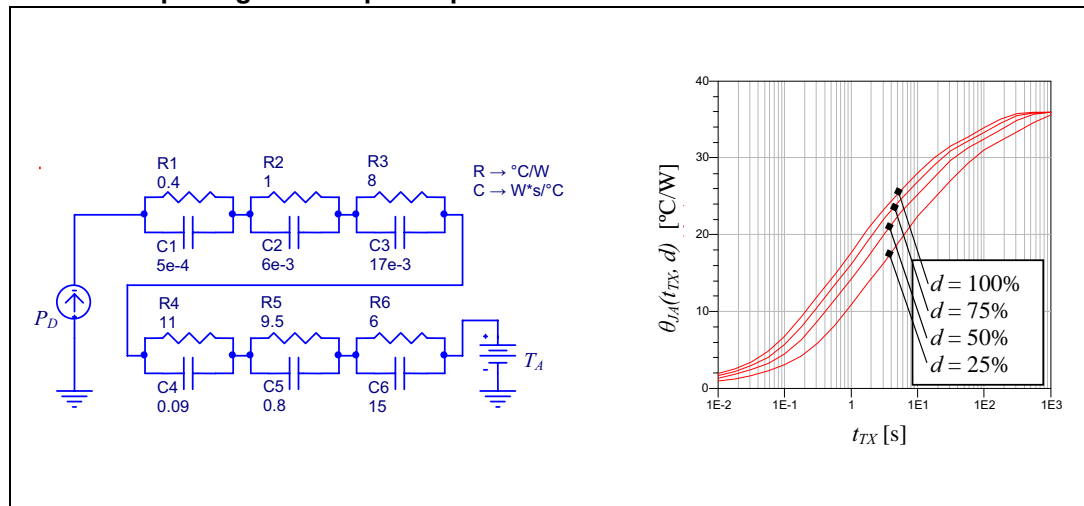 R1
0.4
R2
1
R3
8
R → °C/W
C → W*s/°C
C1
5e-4
C2
6e-3
C3
17e-3
P_D
R4
11
R5
9.5
R6
6
C4
0.09
C5
0.8
C6
15
T_A
θ_JA(t_TX, d) [ºC/W]
40
30
20
10
0
1E-2
1E-1
1
1E1
1E2
1E3
d = 100%
d = 75%
d = 50%
d = 25%
t_TX [s]